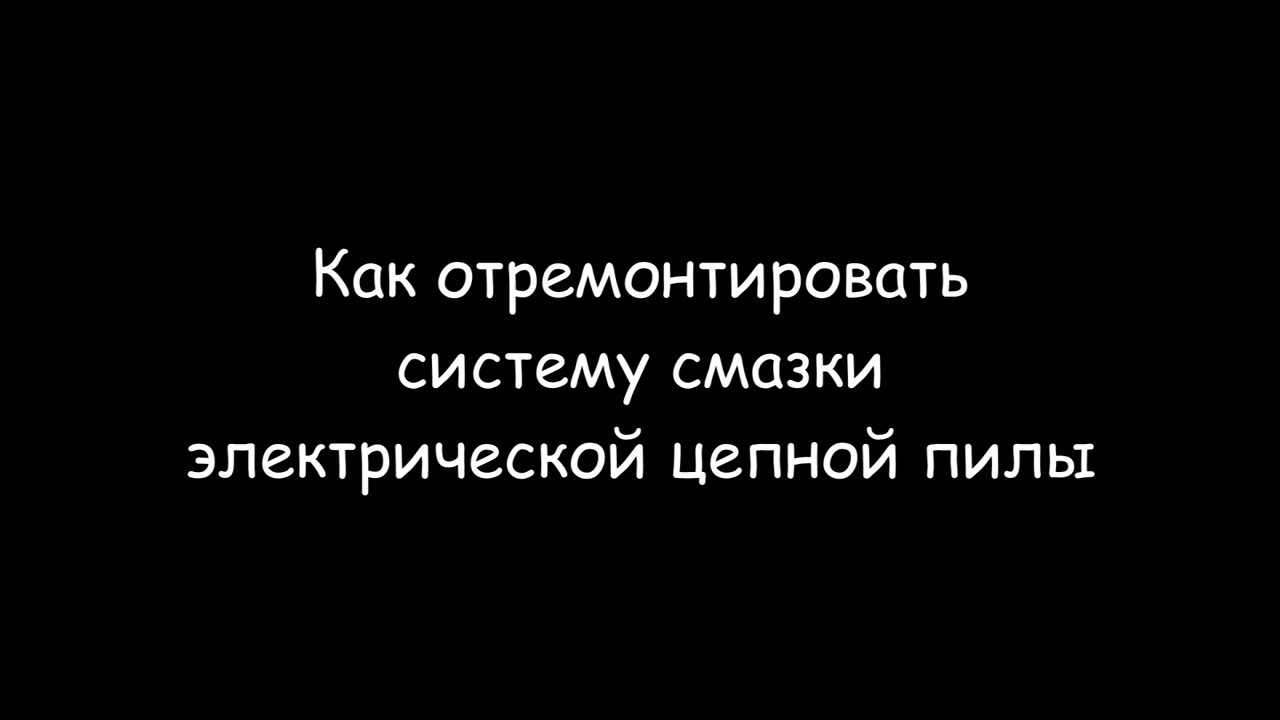 Как отремонтировать
систему смазки
электрической цепной пилы